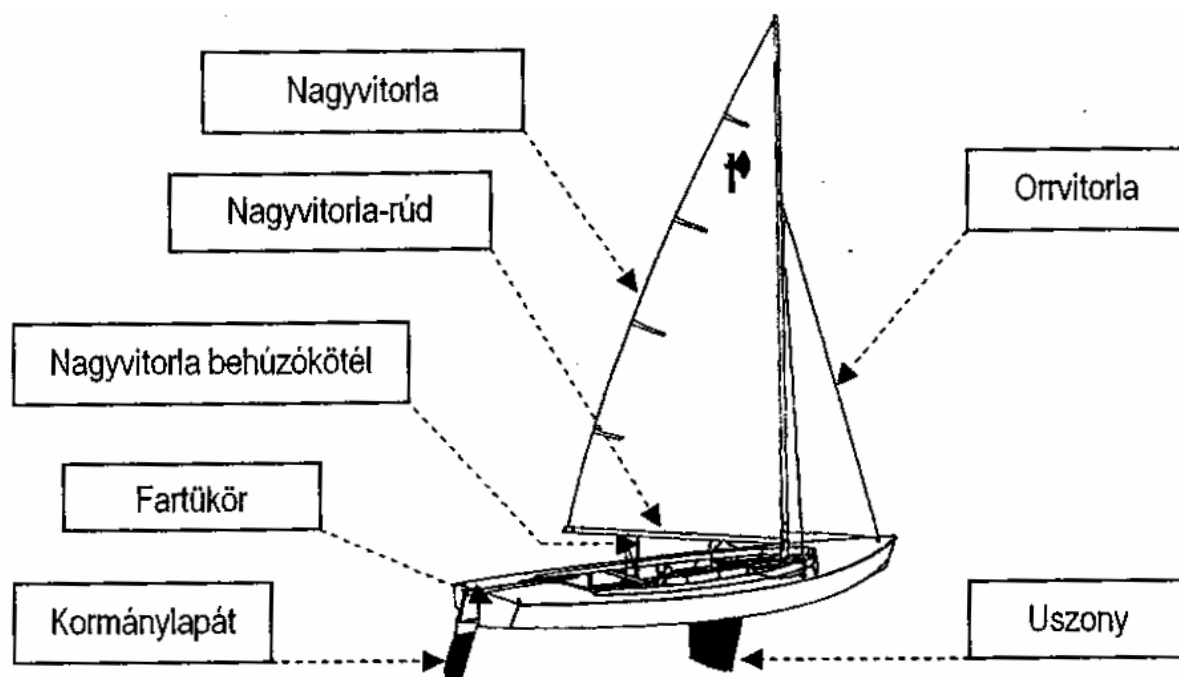 Nagyvitorla
Nagyvitorla-rúd
Orrvitorla
Nagyvitorla behúzókötél
Fartükör
Kormánylapát
Uszony